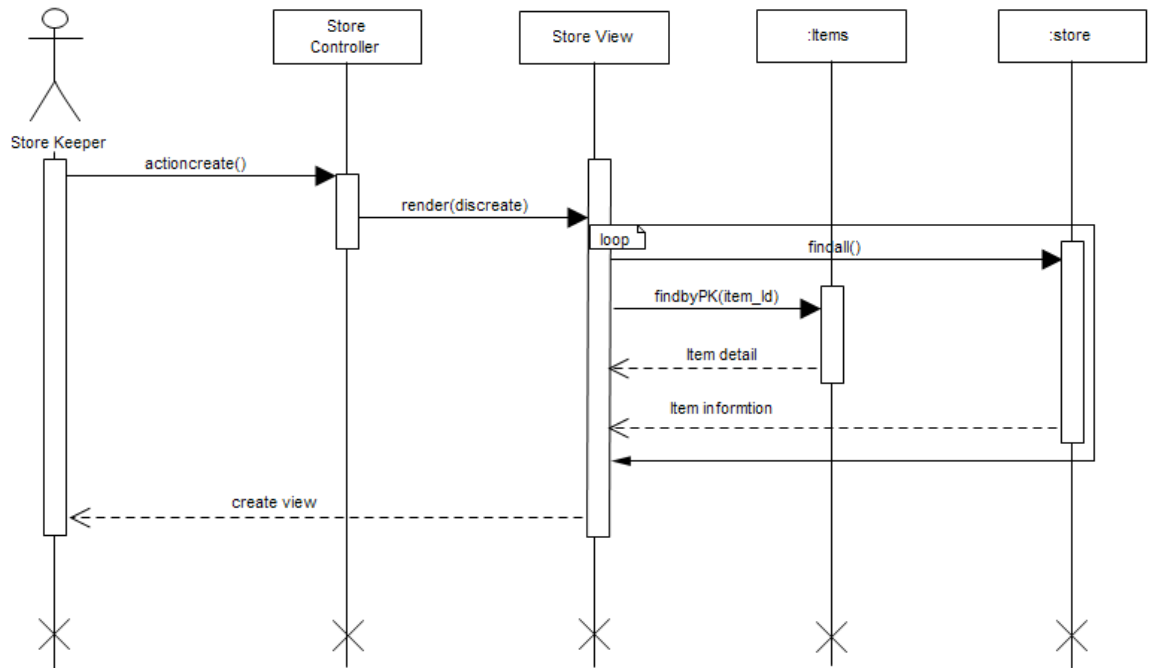 Store
Controller
Store View
:Items
:store
Store Keeper
actioncreate()
render(discreate)
loop
findall()
findbyPK(item_Id)
Item detail
Item informtion
create view